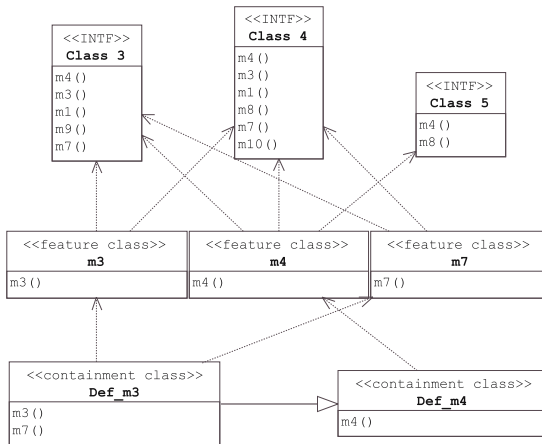 <<INTF>>
Class 3
m4()
m3()
m1()
m9()
m7()
<<INTF>>
Class 4
m4()
m3()
m1()
m8()
m7()
m10()
<<INTF>>
Class 5
m4()
m8()
<<feature class>>
m3
m3()
<<feature class>>
m4
m4()
<<feature class>>
m7
m7()
<<containment class>>
Def_m3
m3()
m7()
<<containment class>>
Def_m4
m4()